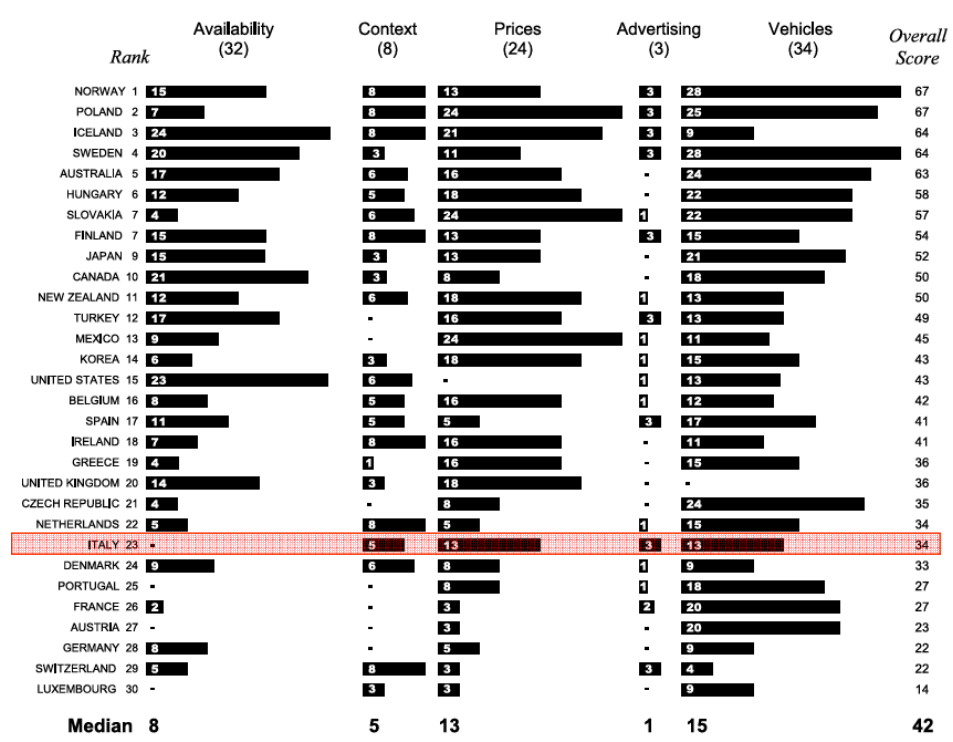 Availability Context Prices Advertising Vehicles Overall
Rank (32) (8) (24) (3) (34) Score
NORWAY 1 15 8 13 3 28 67
POLAND 2 7 8 24 3 25 67
ICELAND 3 24 8 21 3 9 64
SWEDEN 4 20 3 11 3 28 64
AUSTRALIA 5 17 6 16 - 24 63
HUNGARY 6 12 5 18 - 22 58
SLOVAKIA 7 4 6 24 1 22 57
FINLAND 7 15 8 13 3 15 54
JAPAN 9 15 3 13 - 21 52
CANADA 10 21 3 8 - 18 50
NEW ZEALAND 11 12 6 18 1 13 50
TURKEY 12 17 - 16 3 13 49
MEXICO 13 9 - 24 1 11 45
KOREA 14 6 3 18 1 15 43
UNITED STATES 15 23 6 - 1 13 43
BELGIUM 16 8 5 16 1 12 42
SPAIN 17 11 5 5 3 17 41
IRELAND 18 7 8 16 - 11 41
GREECE 19 4 1 16 - 15 36
UNITED KINGDOM 20 14 3 18 - - 36
CZECH REPUBLIC 21 4 - 8 - 24 35
NETHERLANDS 22 5 8 5 1 15 34
ITALY 23 - 5 13 3 13 34
DENMARK 24 9 6 8 1 9 33
PORTUGAL 25 - - 8 1 18 27
FRANCE 26 2 - 3 2 20 27
AUSTRIA 27 - - 3 - 20 23
GERMANY 28 8 - 5 - 9 22
SWITZERLAND 29 5 8 3 3 4 22
LUXEMBOURG 30 - 3 3 - 9 14
Median 8 5 13 1 15 42